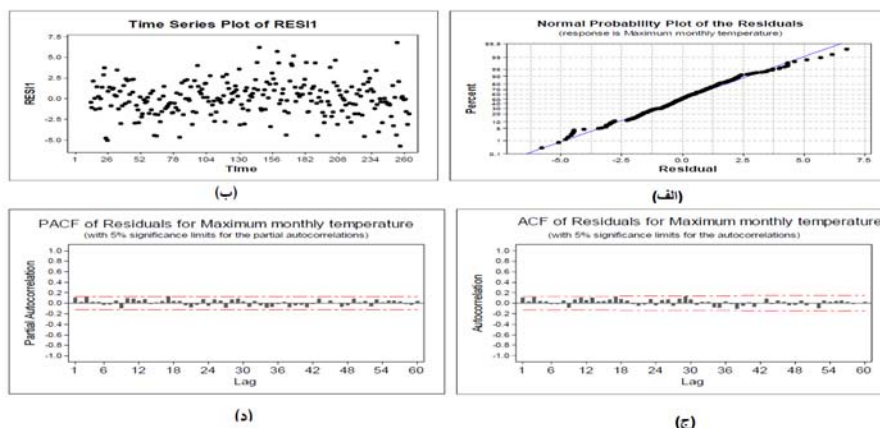 Time Series Plot of RESI1
7.5
5.0
2.5
0.0
-2.5
-5.0
RESI1
1 26 52 78 104 130 156 182 208 234 260
Time
(ب)
Normal Probability Plot of the Residuals
(response is Maximum monthly temperature)
Percent
-5.0 -2.5 0.0 2.5 5.0 7.5
Residual
(الف)
PACF of Residuals for Maximum monthly temperature
(with 5% significance limits for the partial autocorrelations)
1.0
0.8
0.6
0.4
0.2
0.0
-0.2
-0.4
-0.6
-0.8
-1.0
Partial Autocorrelation
1 6 12 18 24 30 36 42 48 54 60
Lag
(د)
ACF of Residuals for Maximum monthly temperature
(with 5% significance limits for the autocorrelations)
1.0
0.8
0.6
0.4
0.2
0.0
-0.2
-0.4
-0.6
-0.8
-1.0
Autocorrelation
1 6 12 18 24 30 36 42 48 54 60
Lag
(ج)